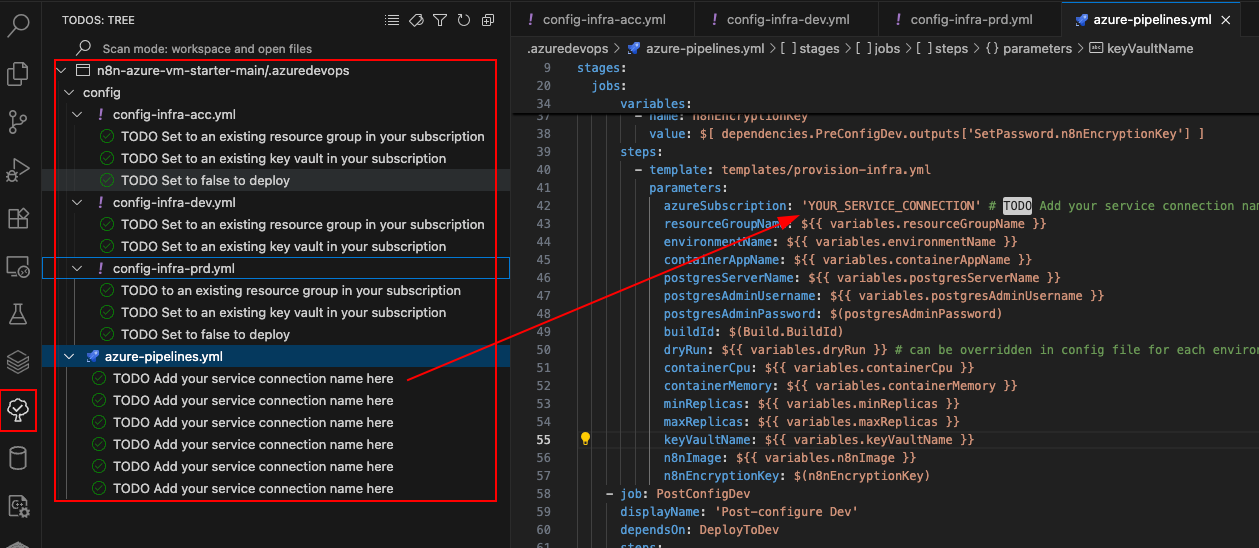 TODOS: TREE
Scan mode: workspace and open files
n8n-azure-vm-starter-main/.azuredevops
config
! config-infra-acc.yml
TODO Set to an existing resource group in your subscription
TODO Set to an existing key vault in your subscription
TODO Set to false to deploy
! config-infra-dev.yml
TODO Set to an existing resource group in your subscription
TODO Set to an existing key vault in your subscription
! config-infra-prd.yml
TODO to an existing resource group in your subscription
TODO Set to an existing key vault in your subscription
TODO Set to false to deploy
azure-pipelines.yml
TODO Add your service connection name here
TODO Add your service connection name here
TODO Add your service connection name here
TODO Add your service connection name here
TODO Add your service connection name here
TODO Add your service connection name here
! config-infra-acc.yml ! config-infra-dev.yml ! config-infra-prd.yml azure-pipelines.yml
.azuredevops > azure-pipelines.yml > [ ] stages > [ ] jobs > [ ] steps > {} parameters > abc keyVaultName
9 stages:
20 jobs:
34 variables:
37 - name: n8nEncryptionKey
38 value: $[ dependencies.PreConfigDev.outputs['SetPassword.n8nEncryptionKey'] ]
39 steps:
40 - template: templates/provision-infra.yml
41 parameters:
42 azureSubscription: 'YOUR_SERVICE_CONNECTION' # TODO Add your service connection
43 resourceGroupName: ${{ variables.resourceGroupName }}
44 environmentName: ${{ variables.environmentName }}
45 containerAppName: ${{ variables.containerAppName }}
46 postgresServerName: ${{ variables.postgresServerName }}
47 postgresAdminUsername: ${{ variables.postgresAdminUsername }}
48 postgresAdminPassword: $(postgresAdminPassword)
49 buildId: $(Build.BuildId)
50 dryRun: ${{ variables.dryRun }} # can be overridden in config file for each
51 containerCpu: ${{ variables.containerCpu }}
52 containerMemory: ${{ variables.containerMemory }}
53 minReplicas: ${{ variables.minReplicas }}
54 maxReplicas: ${{ variables.maxReplicas }}
55 keyVaultName: ${{ variables.keyVaultName }}
56 n8nImage: ${{ variables.n8nImage }}
57 n8nEncryptionKey: $(n8nEncryptionKey)
58 - job: PostConfigDev
59 displayName: 'Post-configure Dev'
60 dependsOn: DeployToDev
61 steps: